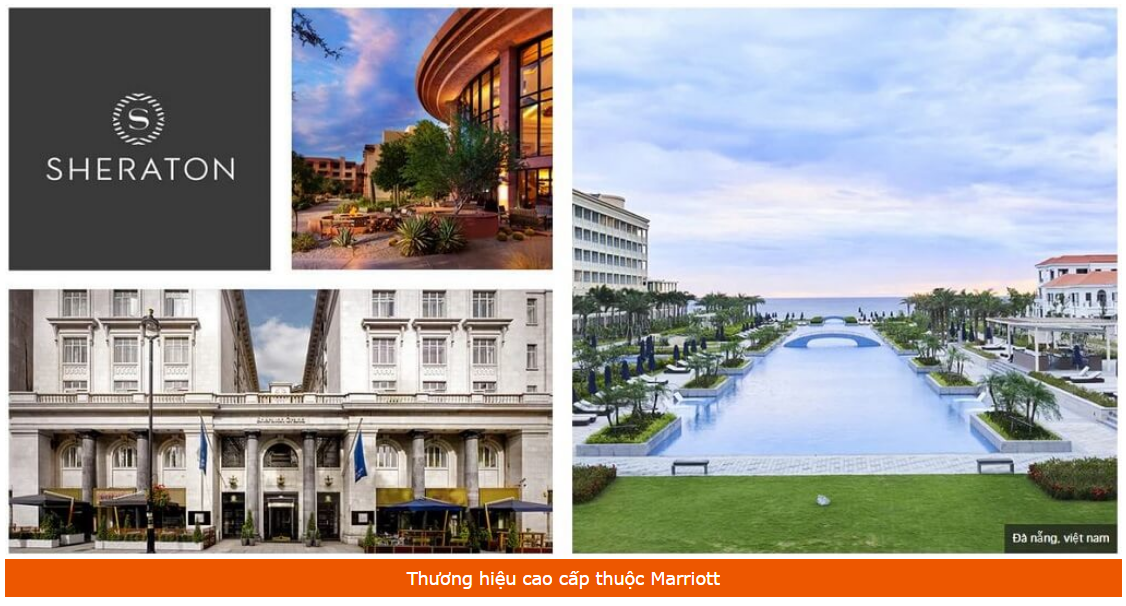 S
SHERATON
Đà nẵng, việt nam
Thương hiệu cao cấp thuộc Marriott